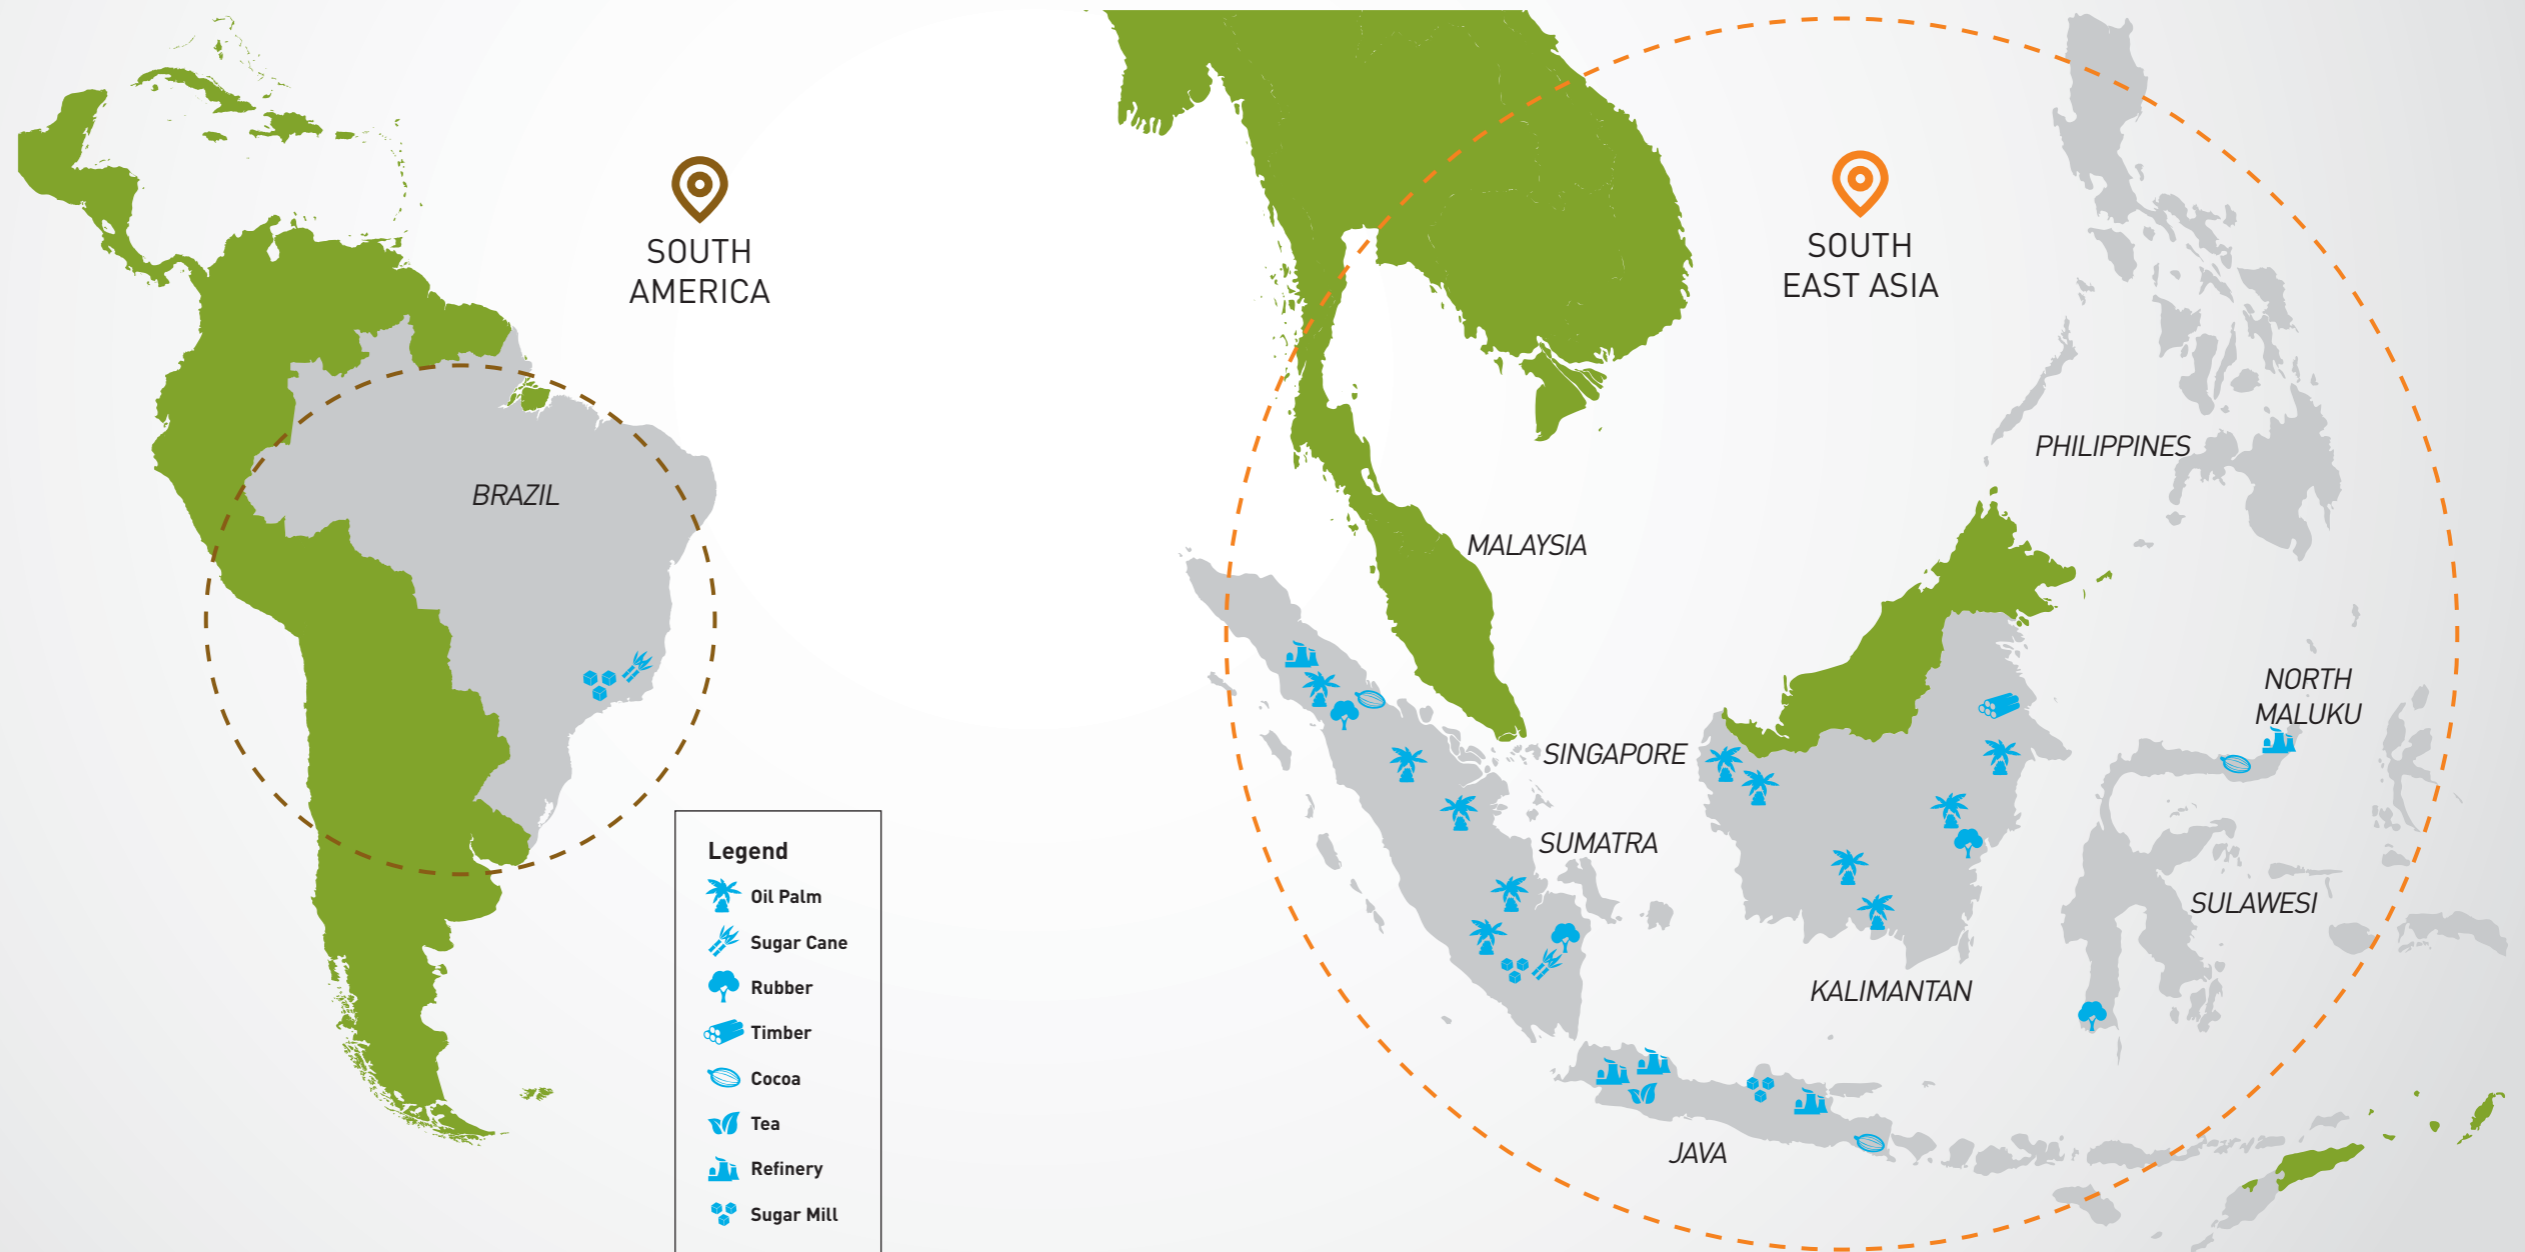 SOUTH
AMERICA
BRAZIL
Legend
Oil Palm
Sugar Cane
Rubber
Timber
Cocoa
Tea
Refinery
Sugar Mill
SOUTH
EAST ASIA
PHILIPPINES
MALAYSIA
NORTH
MALUKU
SINGAPORE
SUMATRA
SULAWESI
KALIMANTAN
JAVA